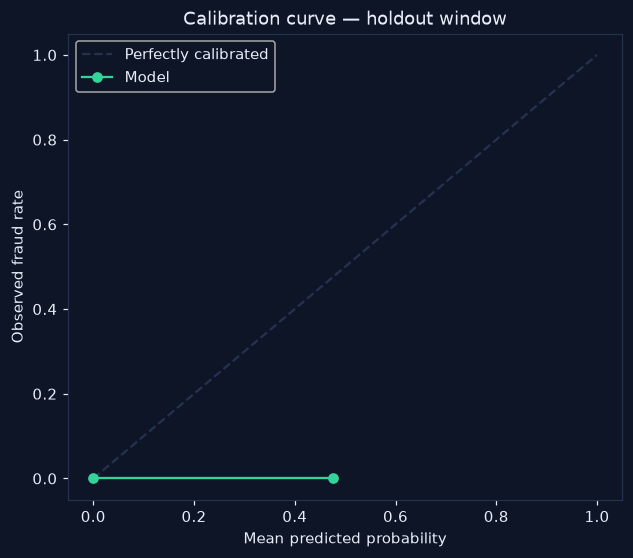 Calibration curve — holdout window
Perfectly calibrated
Model
Observed fraud rate
1.0
0.8
0.6
0.4
0.2
0.0
0.0 0.2 0.4 0.6 0.8 1.0
Mean predicted probability